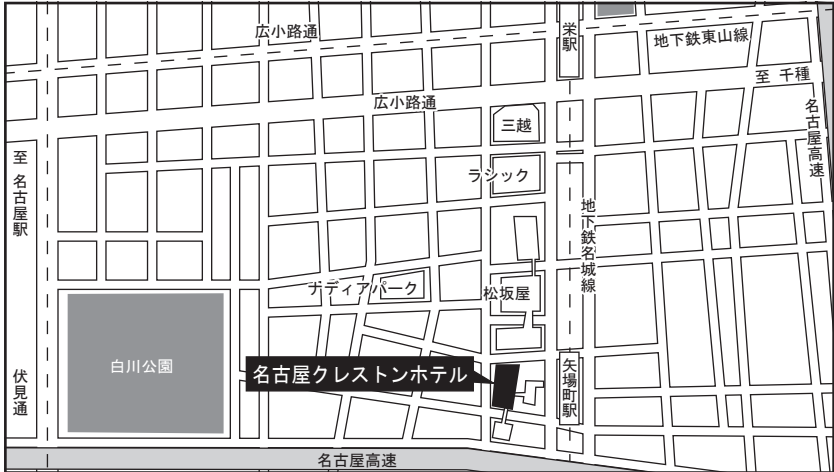 広小路通
栄駅
地下鉄東山線
至 千種
広小路通
名古屋高速
三越
至 名古屋駅
ラシック
地下鉄名城線
ナディアパーク
松坂屋
白川公園
名古屋クレストンホテル
矢場町駅
伏見通
名古屋高速